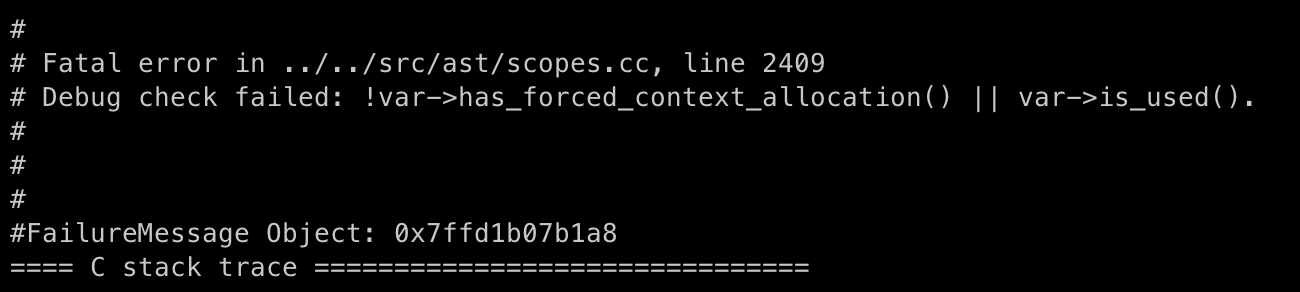 #
# Fatal error in ../../src/ast/scopes.cc, line 2409
# Debug check failed: !var->has_forced_context_allocation() || var->is_used().
#
#
#
#FailureMessage Object: 0x7ffd1b07b1a8
==== C stack trace ===============================